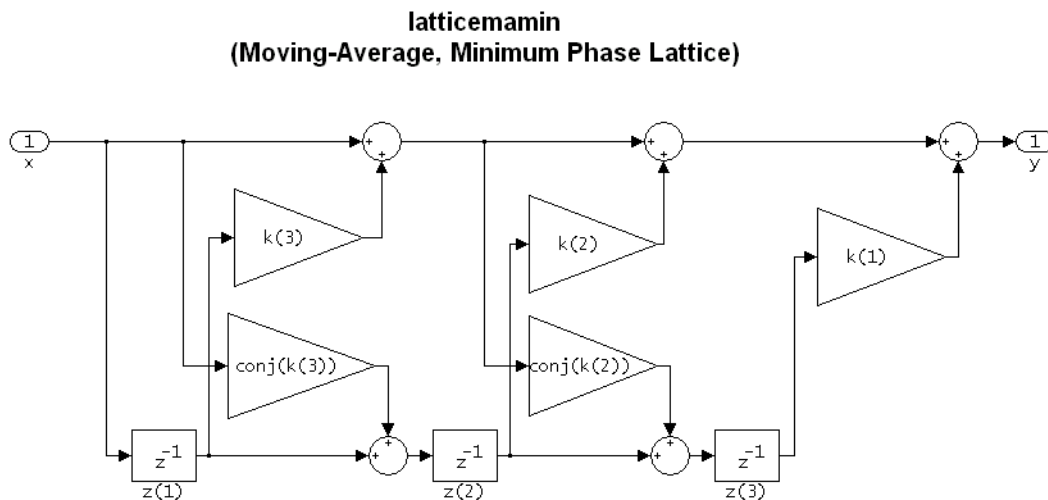 latticemamin
(Moving-Average, Minimum Phase Lattice)
1
x
+
+
+
+
+
+
1
y
k(3)
k(2)
k(1)
conj(k(3))
conj(k(2))
+
+
+
+
z⁻¹
z(1)
z⁻¹
z(2)
z⁻¹
z(3)